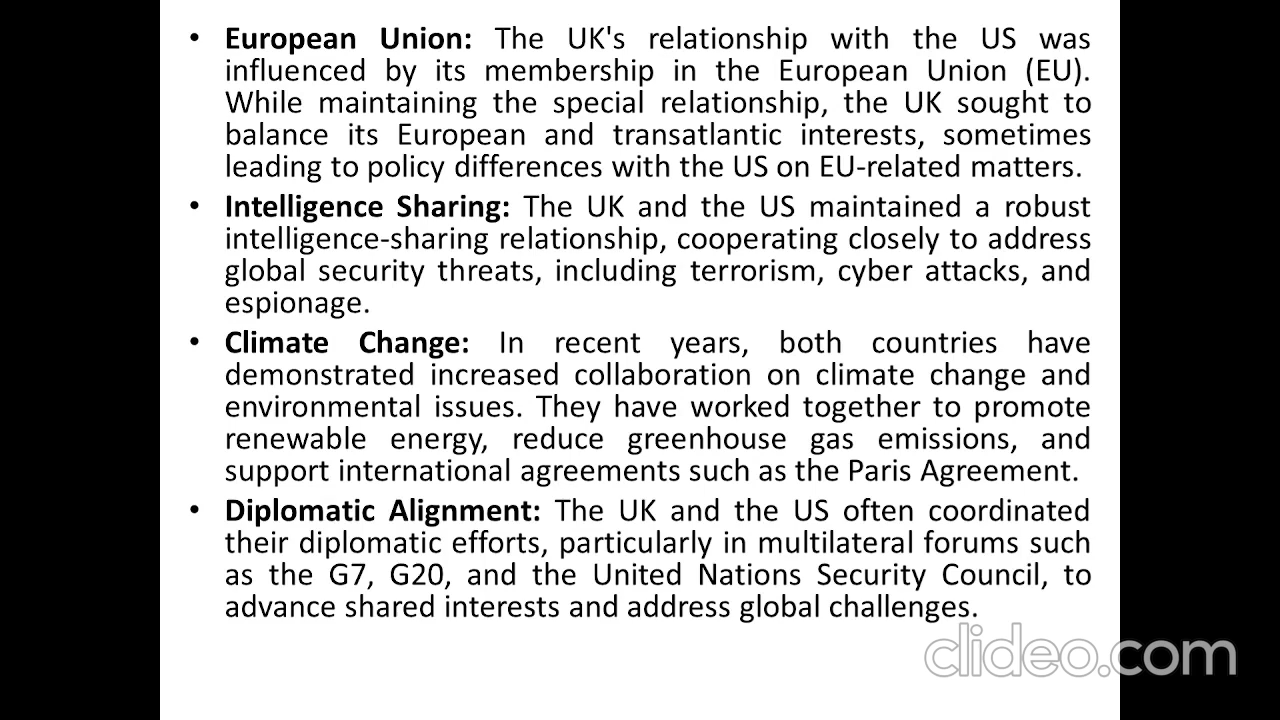 • European Union: The UK's relationship with the US was
influenced by its membership in the European Union (EU).
While maintaining the special relationship, the UK sought to
balance its European and transatlantic interests, sometimes
leading to policy differences with the US on EU-related matters.
• Intelligence Sharing: The UK and the US maintained a robust
intelligence-sharing relationship, cooperating closely to address
global security threats, including terrorism, cyber attacks, and
espionage.
• Climate Change: In recent years, both countries have
demonstrated increased collaboration on climate change and
environmental issues. They have worked together to promote
renewable energy, reduce greenhouse gas emissions, and
support international agreements such as the Paris Agreement.
• Diplomatic Alignment: The UK and the US often coordinated
their diplomatic efforts, particularly in multilateral forums such
as the G7, G20, and the United Nations Security Council, to
advance shared interests and address global challenges.
clideo.com